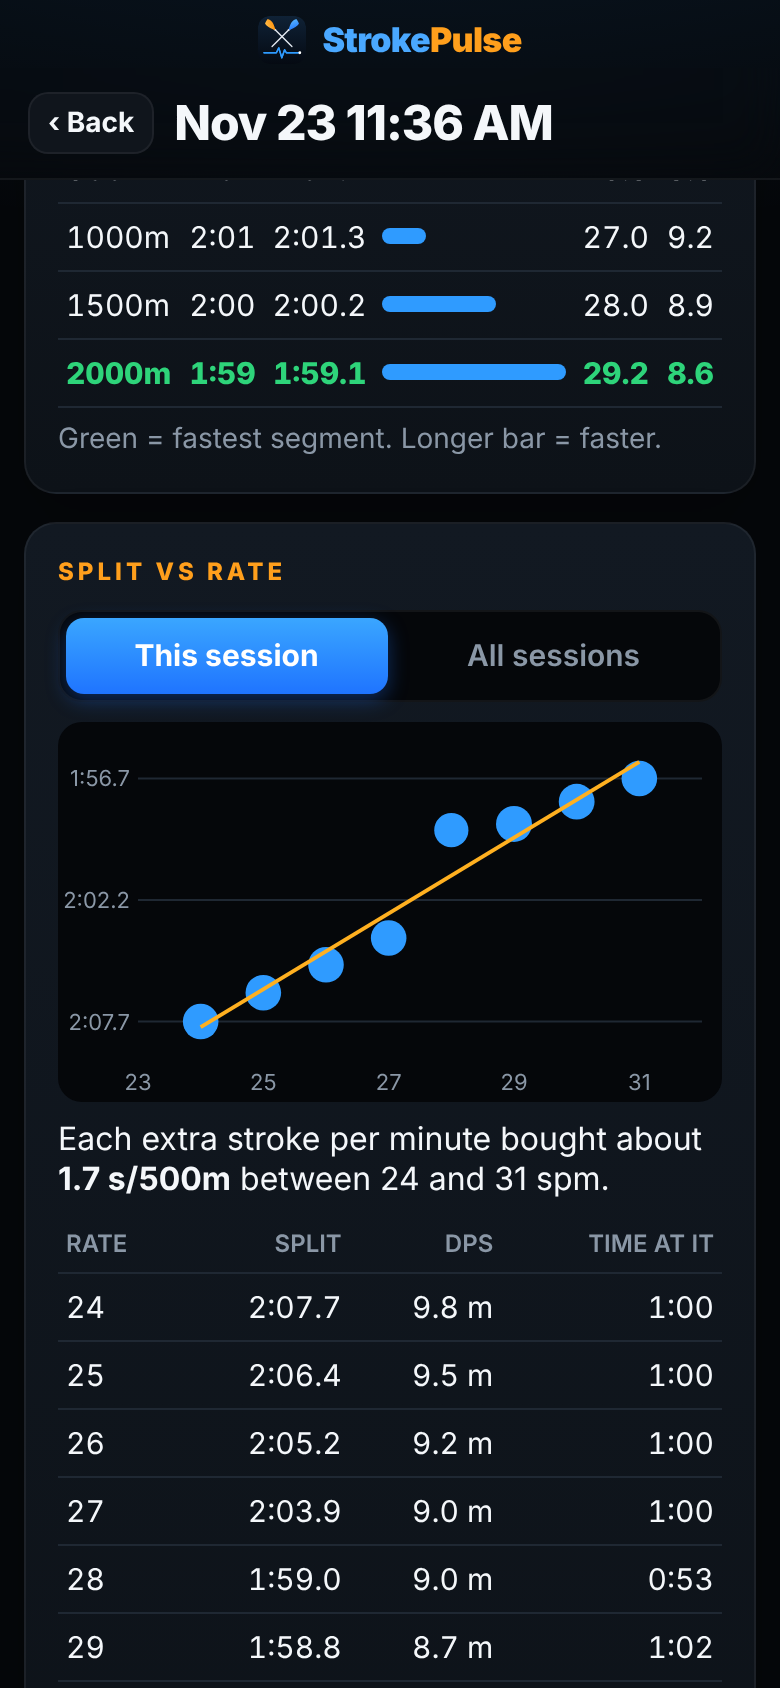 StrokePulse
‹ Back Nov 23 11:36 AM
1000m 2:01 2:01.3 27.0 9.2
1500m 2:00 2:00.2 28.0 8.9
2000m 1:59 1:59.1 29.2 8.6
Green = fastest segment. Longer bar = faster.
SPLIT VS RATE
This session All sessions
1:56.7
2:02.2
2:07.7
23 25 27 29 31
Each extra stroke per minute bought about
1.7 s/500m between 24 and 31 spm.
RATE SPLIT DPS TIME AT IT
24 2:07.7 9.8 m 1:00
25 2:06.4 9.5 m 1:00
26 2:05.2 9.2 m 1:00
27 2:03.9 9.0 m 1:00
28 1:59.0 9.0 m 0:53
29 1:58.8 8.7 m 1:02